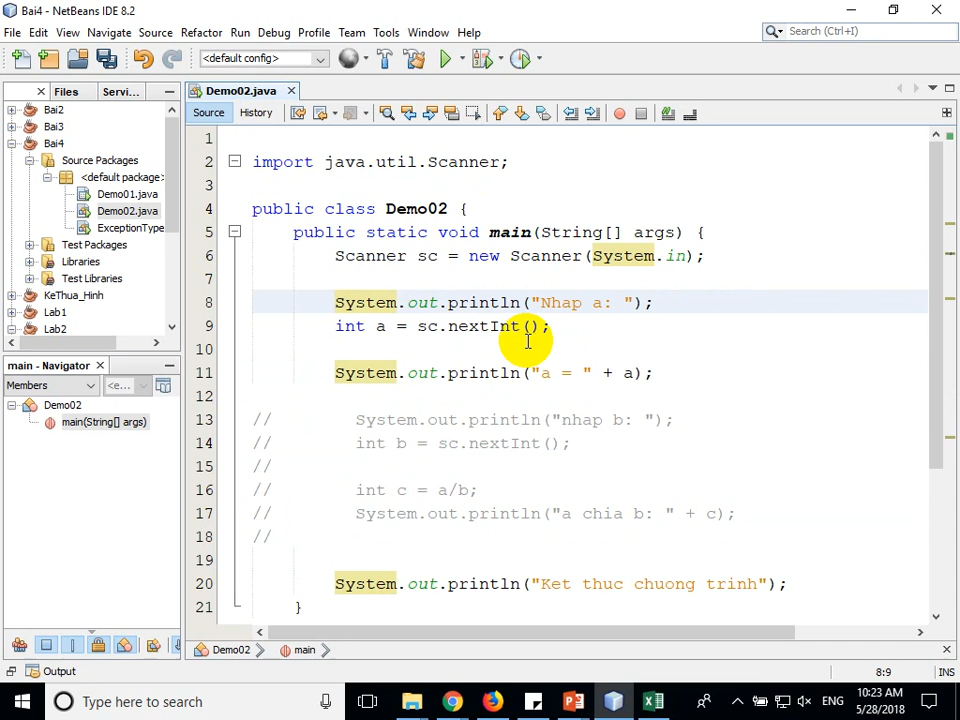 Bai4 - NetBeans IDE 8.2
File Edit View Navigate Source Refactor Run Debug Profile Team Tools Window Help
Search (Ctrl+I)
<default config>
Files Servi...
Demo02.java
Source History
Bai2
Bai3
Bai4
Source Packages
<default package>
Demo01.java
Demo02.java
ExceptionType
Test Packages
Libraries
Test Libraries
KeThua_Hinh
Lab1
Lab2
main - Navigator
Members <e...
Demo02
main(String[] args)
1
2 import java.util.Scanner;
3
4 public class Demo02 {
5 public static void main(String[] args) {
6 Scanner sc = new Scanner(System.in);
7
8 System.out.println("Nhap a: ");
9 int a = sc.nextInt();
10
11 System.out.println("a = " + a);
12
13 // System.out.println("nhap b: ");
14 // int b = sc.nextInt();
15 //
16 // int c = a/b;
17 // System.out.println("a chia b: " + c);
18 //
19
20 System.out.println("Ket thuc chuong trinh");
21 }
Demo02 main
Output
8:9 INS
Type here to search
ENG
10:23 AM
5/28/2018